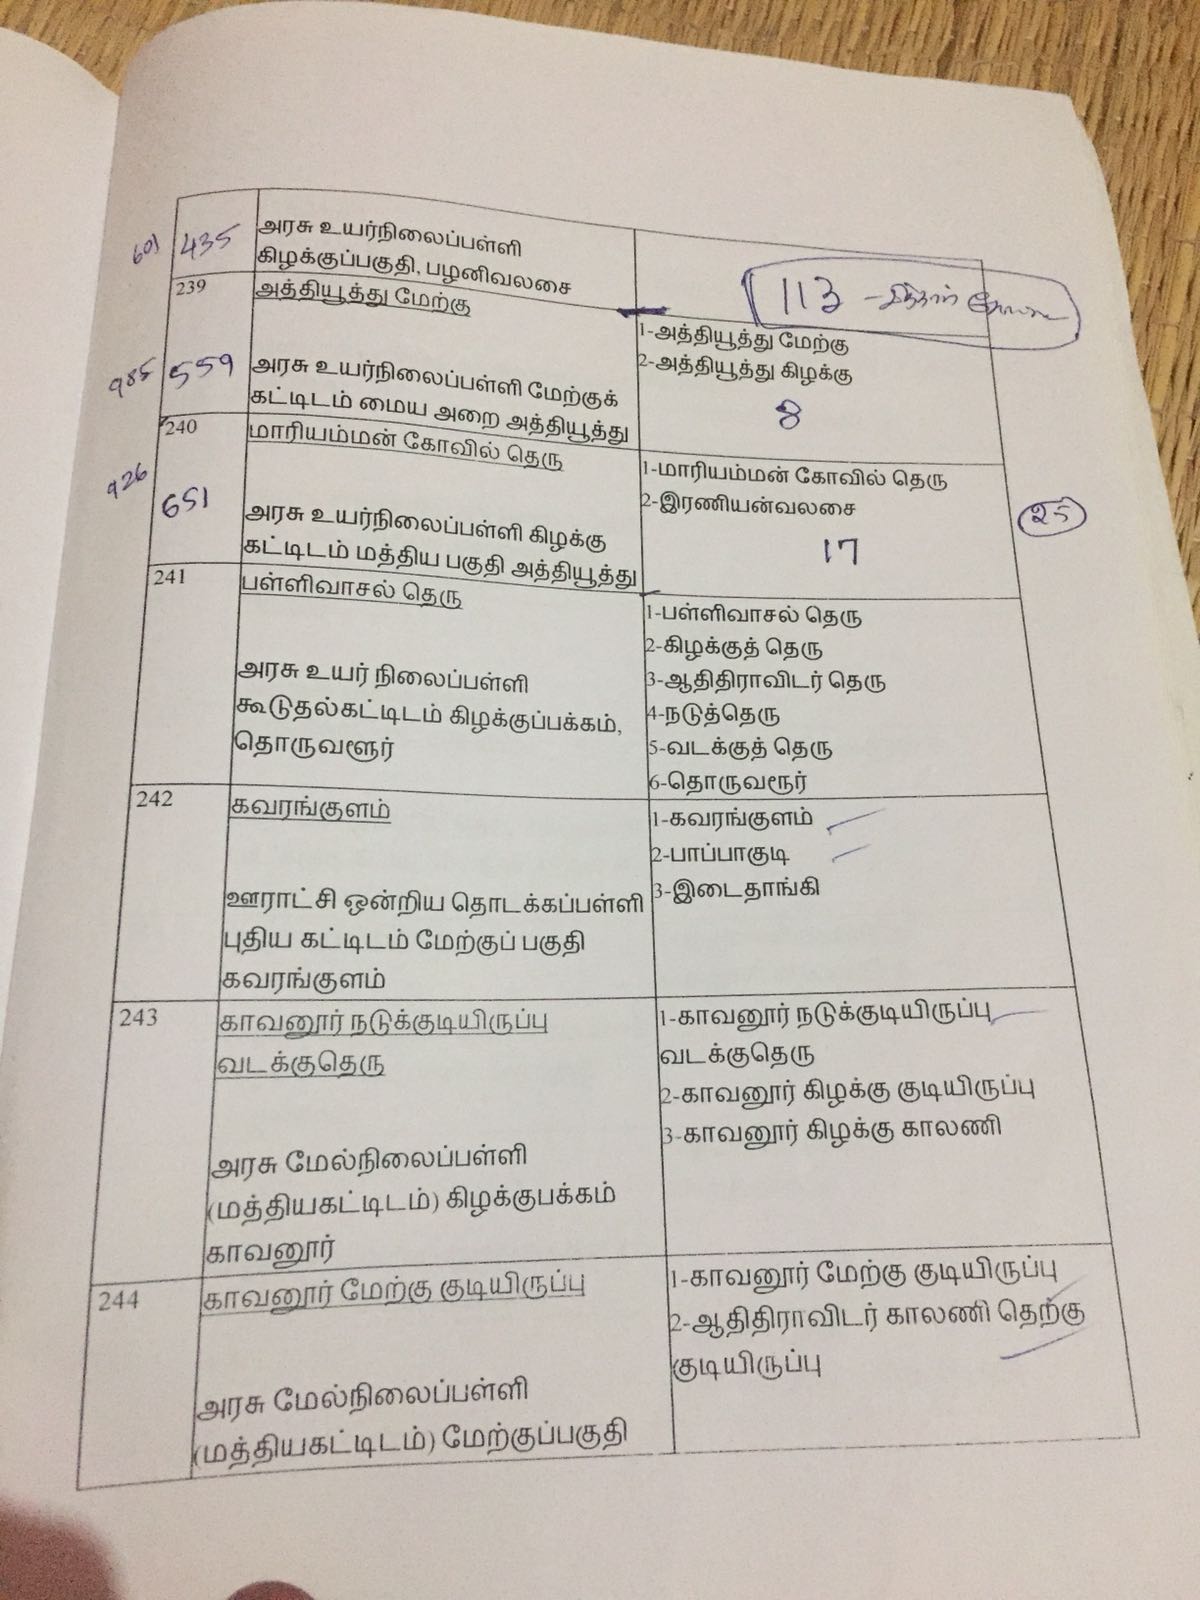 601 435 அரசு உயர்நிலைப்பள்ளி
கிழக்குப்பகுதி, பழனிவலசை
113 -
239 அத்தியூத்து மேற்கு
1-அத்தியூத்து மேற்கு
2-அத்தியூத்து கிழக்கு
985 559 அரசு உயர்நிலைப்பள்ளி மேற்குக்
கட்டிடம் மைய அறை அத்தியூத்து
8
240 மாரியம்மன் கோவில் தெரு
1-மாரியம்மன் கோவில் தெரு
2-இரணியன்வலசை
926 651 அரசு உயர்நிலைப்பள்ளி கிழக்கு
கட்டிடம் மத்திய பகுதி அத்தியூத்து
17
25
241 பள்ளிவாசல் தெரு
அரசு உயர் நிலைப்பள்ளி
கூடுதல்கட்டிடம் கிழக்குப்பக்கம்,
தொருவளூர்
1-பள்ளிவாசல் தெரு
2-கிழக்குத் தெரு
3-ஆதிதிராவிடர் தெரு
4-நடுத்தெரு
5-வடக்குத் தெரு
6-தொருவரூர்
242 கவரங்குளம்
ஊராட்சி ஒன்றிய தொடக்கப்பள்ளி
புதிய கட்டிடம் மேற்குப் பகுதி
கவரங்குளம்
1-கவரங்குளம்
2-பாப்பாகுடி
3-இடைதாங்கி
243 காவனூர் நடுக்குடியிருப்பு
வடக்குதெரு
அரசு மேல்நிலைப்பள்ளி
(மத்தியகட்டிடம்) கிழக்குபக்கம்
காவனூர்
1-காவனூர் நடுக்குடியிருப்பு
வடக்குதெரு
2-காவனூர் கிழக்கு குடியிருப்பு
3-காவனூர் கிழக்கு காலணி
244 காவனூர் மேற்கு குடியிருப்பு
அரசு மேல்நிலைப்பள்ளி
(மத்தியகட்டிடம்) மேற்குப்பகுதி
1-காவனூர் மேற்கு குடியிருப்பு
2-ஆதிதிராவிடர் காலணி தெற்கு
குடியிருப்பு